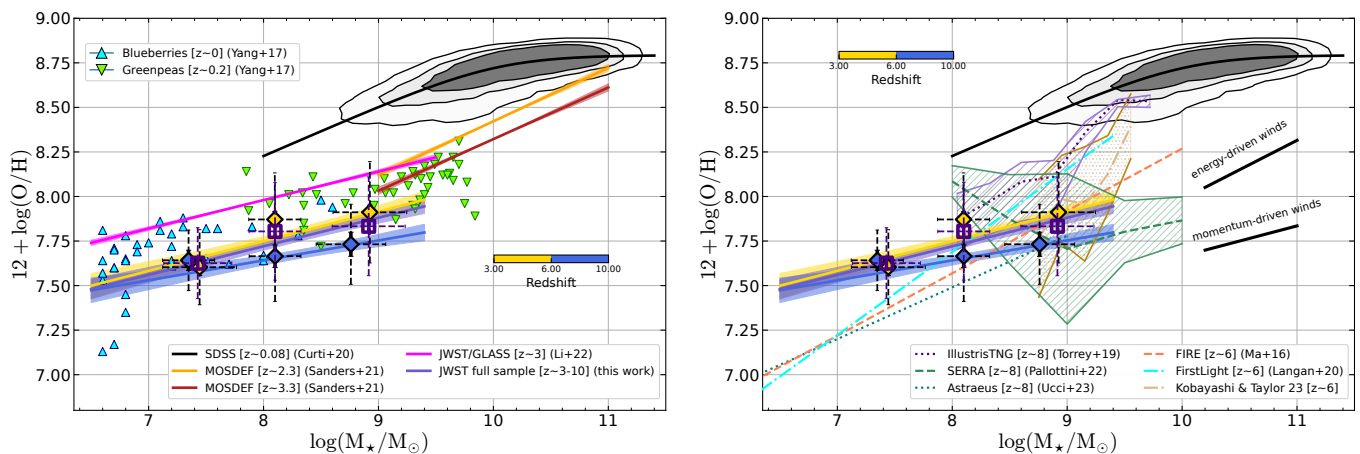 9.00
8.75
8.50
8.25
8.00
7.75
7.50
7.25
7.00
12 + log(O/H)
Blueberries [z~0] (Yang+17)
Greenpeas [z~0.2] (Yang+17)
3.00 6.00 10.00
Redshift
SDSS [z~0.08] (Curti+20)
MOSDEF [z~2.3] (Sanders+21)
MOSDEF [z~3.3] (Sanders+21)
JWST/GLASS [z~3] (Li+22)
JWST full sample [z~3-10] (this work)
7 8 9 10 11
log(M⋆/M⊙)
9.00
8.75
8.50
8.25
8.00
7.75
7.50
7.25
7.00
12 + log(O/H)
3.00 6.00 10.00
Redshift
energy-driven winds
momentum-driven winds
IllustrisTNG [z~8] (Torrey+19)
SERRA [z~8] (Pallottini+22)
Astraeus [z~8] (Ucci+23)
FIRE [z~6] (Ma+16)
FirstLight [z~6] (Langan+20)
Kobayashi & Taylor 23 [z~6]
7 8 9 10 11
log(M⋆/M⊙)